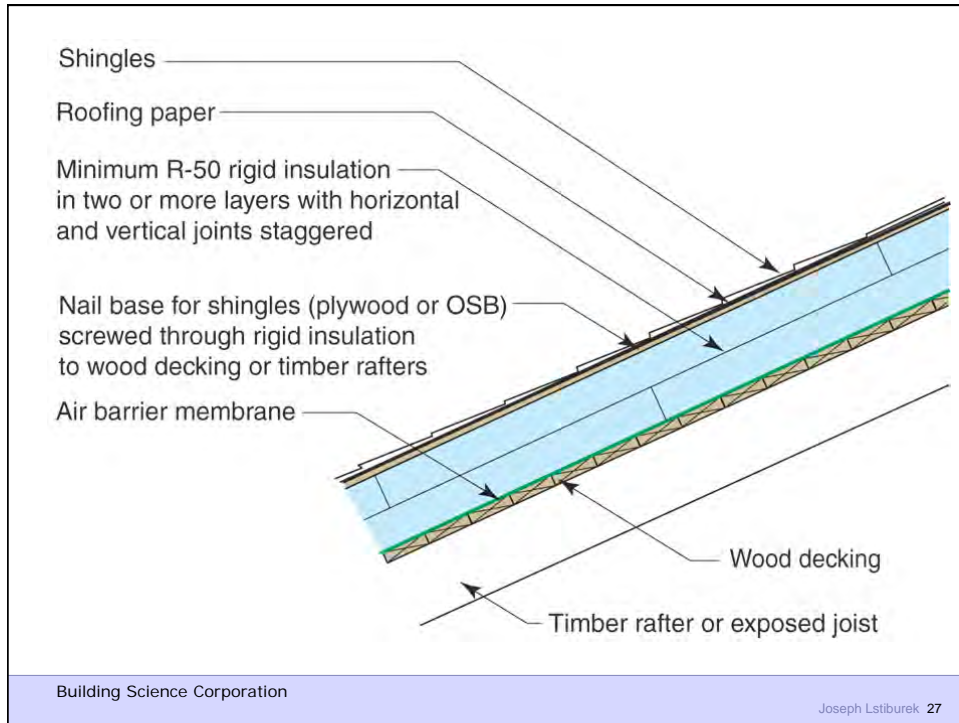 Shingles
Roofing paper
Minimum R-50 rigid insulation
in two or more layers with horizontal
and vertical joints staggered
Nail base for shingles (plywood or OSB)
screwed through rigid insulation
to wood decking or timber rafters
Air barrier membrane
Wood decking
Timber rafter or exposed joist
Building Science Corporation
Joseph Lstiburek 27